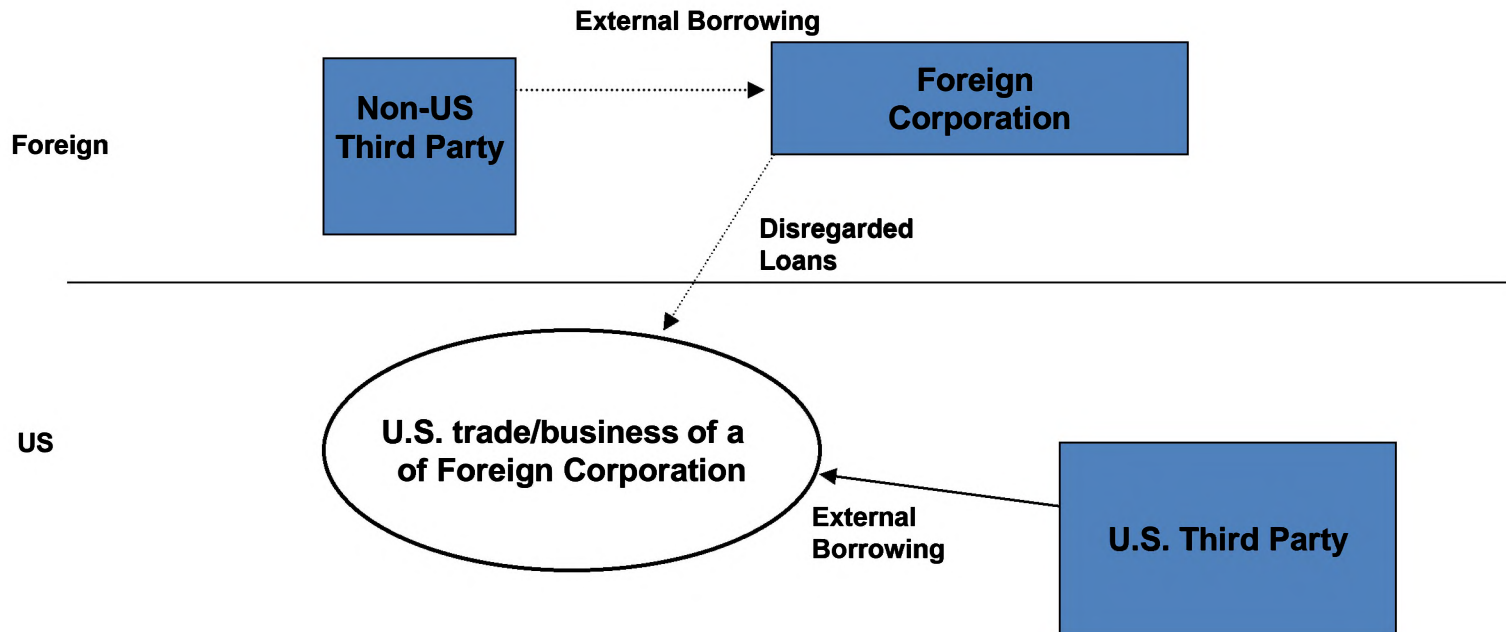 External Borrowing
Non-US
Third Party
Foreign
Corporation
Foreign
Disregarded
Loans
US
U.S. trade/business of a
of Foreign Corporation
External
Borrowing
U.S. Third Party